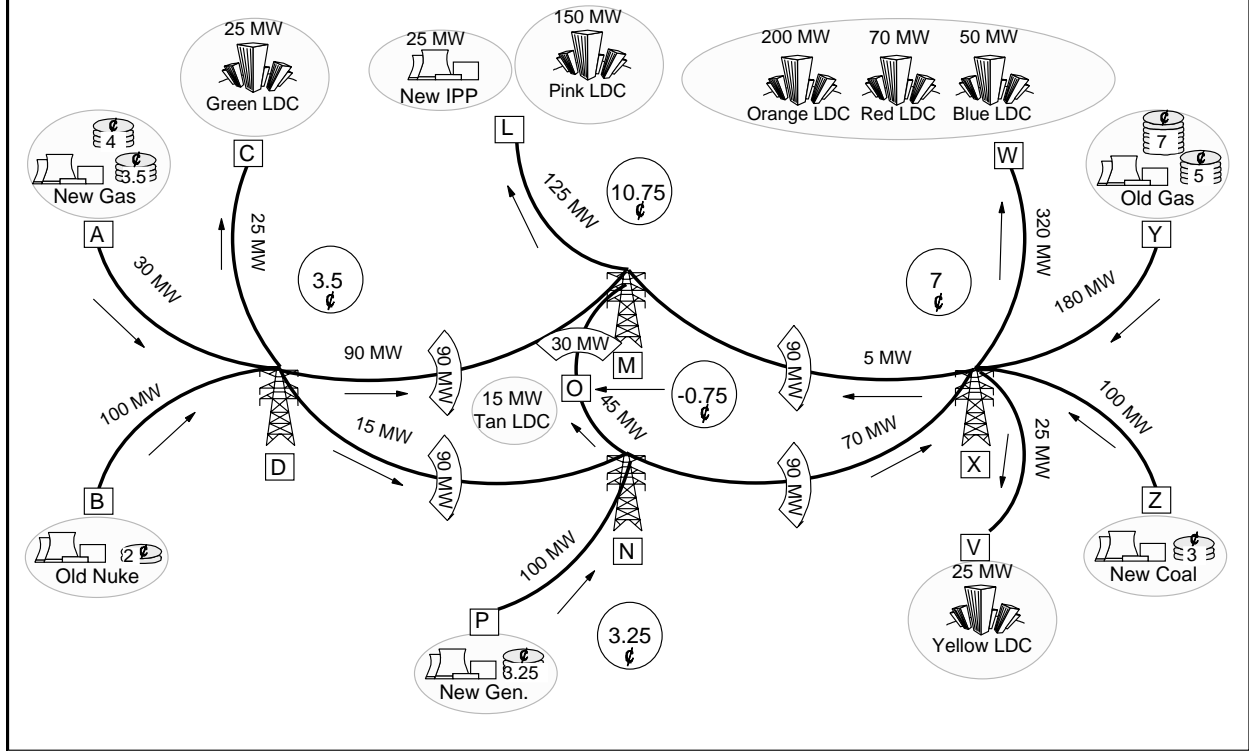 25 MW
Green LDC
25 MW
New IPP
150 MW
Pink LDC
200 MW
70 MW
50 MW
Orange LDC
Red LDC
Blue LDC
¢
4
¢
3.5
New Gas
¢
7
¢
5
Old Gas
A
C
L
W
Y
30 MW
25 MW
125 MW
10.75
¢
320 MW
180 MW
3.5
¢
7
¢
90 MW
90 MW
30 MW
M
90 MW
5 MW
100 MW
15 MW
15 MW
Tan LDC
O
-0.75
¢
45 MW
70 MW
100 MW
25 MW
D
90 MW
90 MW
X
B
N
V
Z
2 ¢
Old Nuke
100 MW
25 MW
Yellow LDC
¢
3
New Coal
P
3.25
¢
¢
3.25
New Gen.